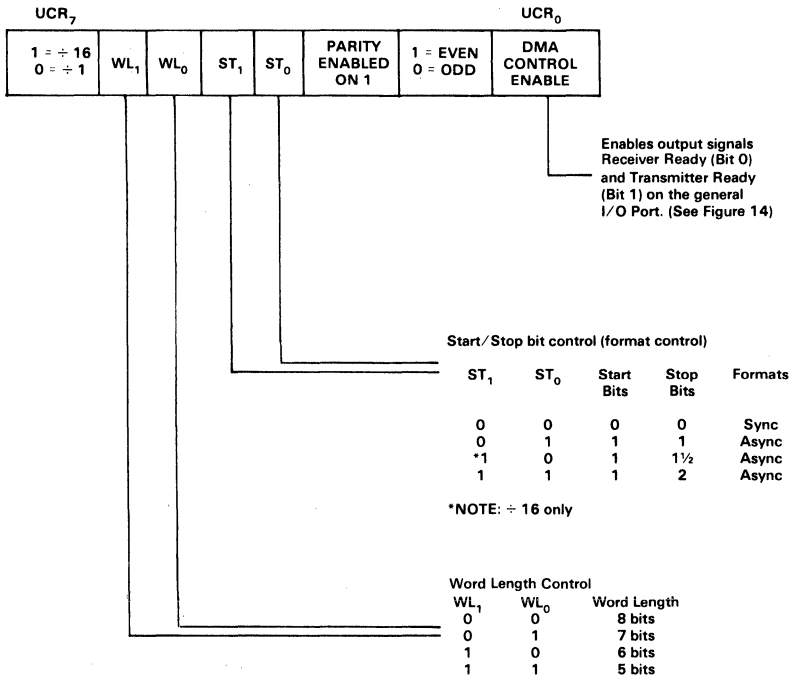 UCR₇ UCR₀
1 = ÷ 16
0 = ÷ 1
WL₁
WL₀
ST₁
ST₀
PARITY
ENABLED
ON 1
1 = EVEN
0 = ODD
DMA
CONTROL
ENABLE
Enables output signals
Receiver Ready (Bit 0)
and Transmitter Ready
(Bit 1) on the general
I/O Port. (See Figure 14)
Start/Stop bit control (format control)
ST₁ ST₀ Start Bits Stop Bits Formats
0 0 0 0 Sync
0 1 1 1 Async
*1 0 1 1½ Async
1 1 1 2 Async
*NOTE: ÷ 16 only
Word Length Control
WL₁ WL₀ Word Length
0 0 8 bits
0 1 7 bits
1 0 6 bits
1 1 5 bits